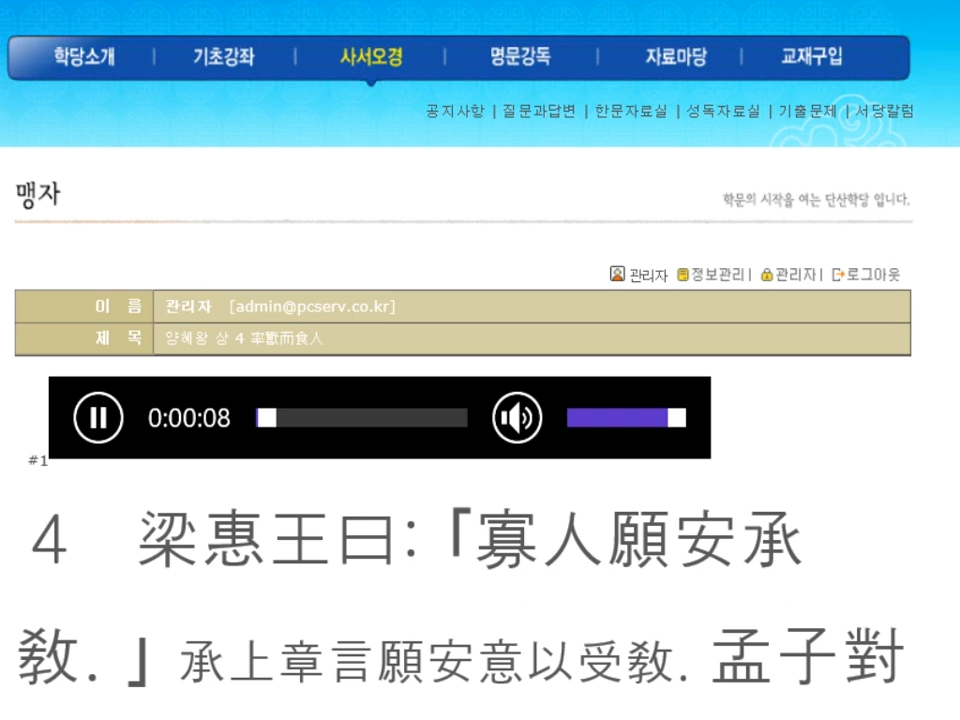 학당소개 | 기초강좌 | 사서오경 | 명문강독 | 자료마당 | 교재구입
공지사항 | 질문과답변 | 한문자료실 | 성독자료실 | 기출문제 | 서당칼럼
맹자
학문의 시작을 여는 단산학당 입니다.
관리자 정보관리 | 관리자 | 로그아웃
이 름 관리자 [admin@pcserv.co.kr]
제 목 양혜왕 상 4 率獸而食人
0:00:08
#1
4 梁惠王曰:「寡人願安承
敎. 」承上章言願安意以受敎. 孟子對